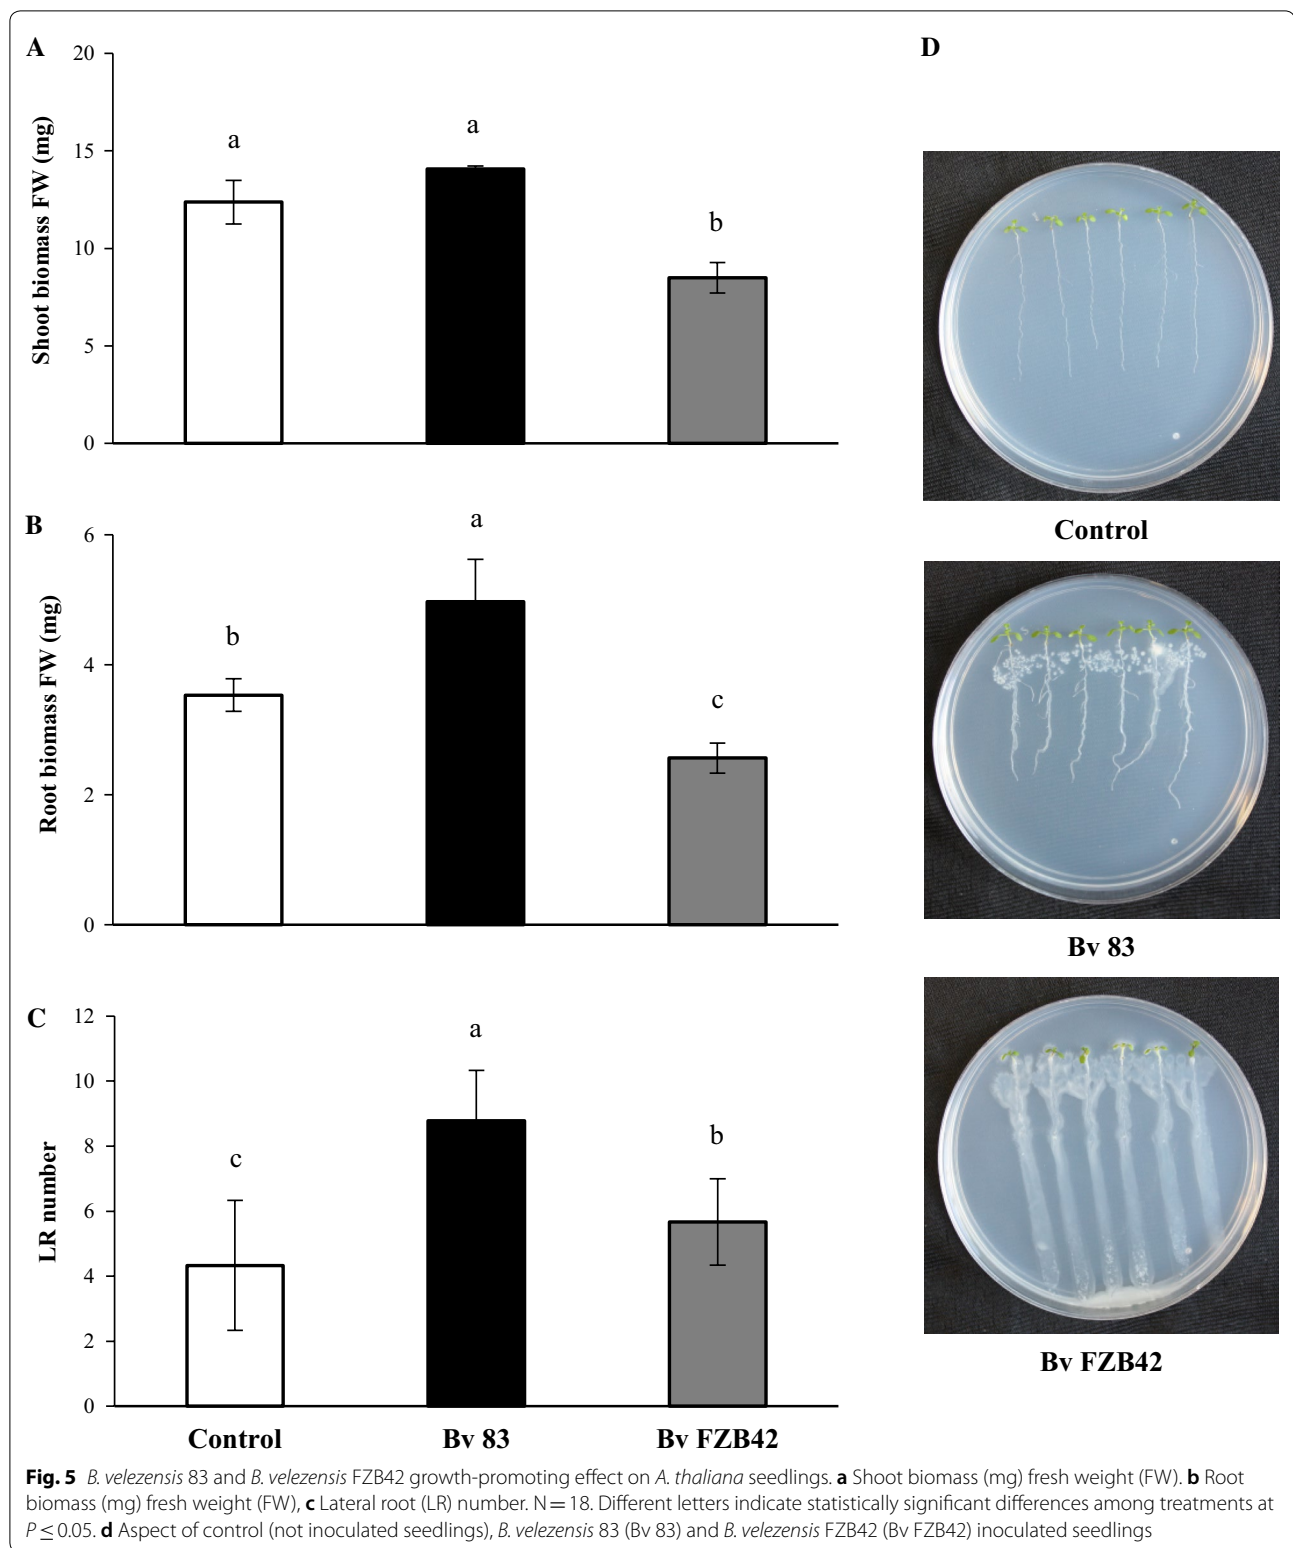 A
20
15
10
5
0
Shoot biomass FW (mg)
a
a
b
B
6
4
2
0
Root biomass FW (mg)
b
a
c
C
12
10
8
6
4
2
0
LR number
c
a
b
Control
Bv 83
Bv FZB42
D
Control
Bv 83
Bv FZB42
Fig. 5 B. velezensis 83 and B. velezensis FZB42 growth-promoting effect on A. thaliana seedlings. a Shoot biomass (mg) fresh weight (FW). b Root
biomass (mg) fresh weight (FW), c Lateral root (LR) number. N = 18. Different letters indicate statistically significant differences among treatments at
P ≤ 0.05. d Aspect of control (not inoculated seedlings), B. velezensis 83 (Bv 83) and B. velezensis FZB42 (Bv FZB42) inoculated seedlings